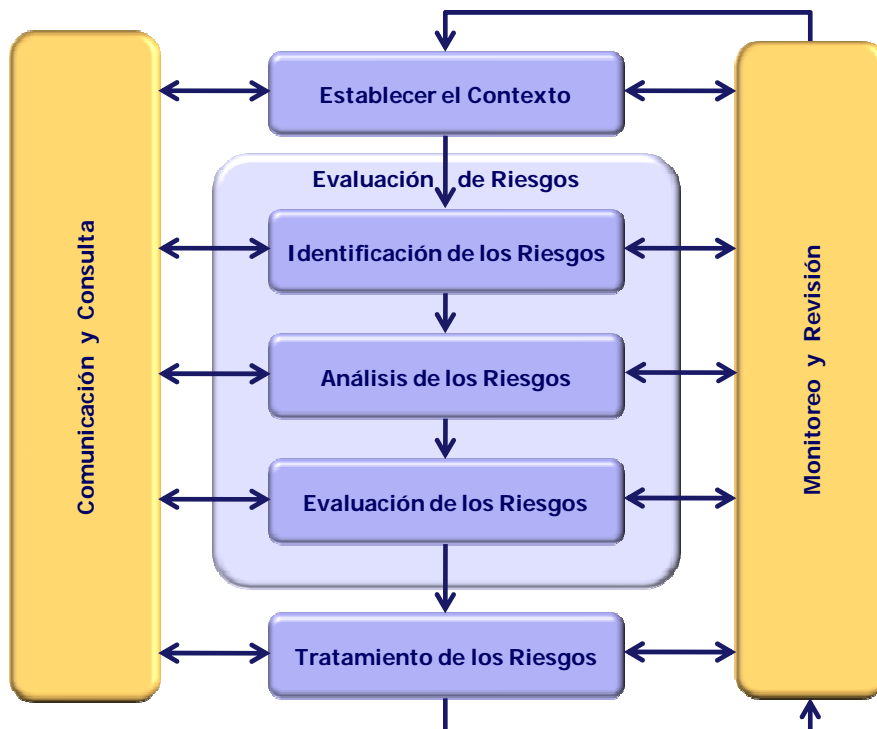 Establecer el Contexto
Evaluación de Riesgos
Identificación de los Riesgos
Análisis de los Riesgos
Evaluación de los Riesgos
Tratamiento de los Riesgos
Comunicación y Consulta
Monitoreo y Revisión